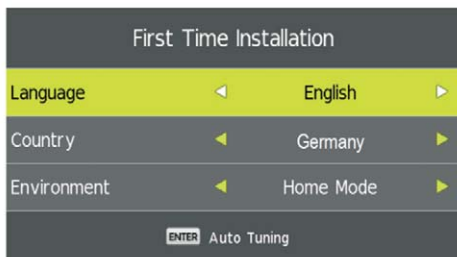 First Time Installation
Language English
Country Germany
Environment Home Mode
ENTER Auto Tuning